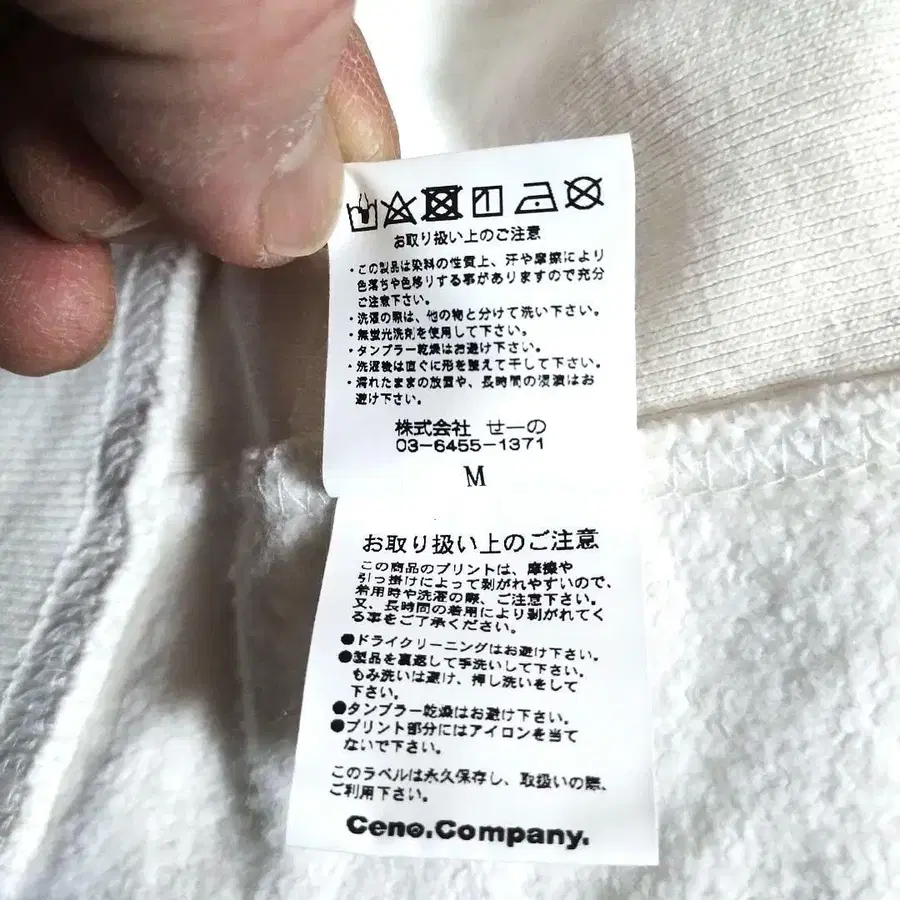 お取り扱い上のご注意
・この製品は染料の性質上、汗や摩擦により
色落ちや色移りする事がありますので充分
ご注意下さい。
・洗濯の際は、他の物と分けて洗い下さい。
・無蛍光洗剤を使用して下さい。
・タンブラー乾燥はお避け下さい。
・洗濯後は直ぐに形を整えて干して下さい。
・濡れたままの放置や、長時間の浸漬はお
避け下さい。
株式会社 せーの
03-6455-1371
M
お取り扱い上のご注意
この商品のプリントは、摩擦や
引っ掛けによって剥がれやすいので、
着用時や洗濯の際、ご注意下さい。
又、長時間の着用により剥がれてく
る事をご了承ください。
●ドライクリーニングはお避け下さい。
●製品を裏返して手洗いして下さい。
もみ洗いは避け、押し洗いをして
下さい。
●タンブラー乾燥はお避け下さい。
●プリント部分にはアイロンを当て
ないで下さい。
このラベルは永久保存し、取扱いの際、
ご利用下さい。
Ceno.Company.